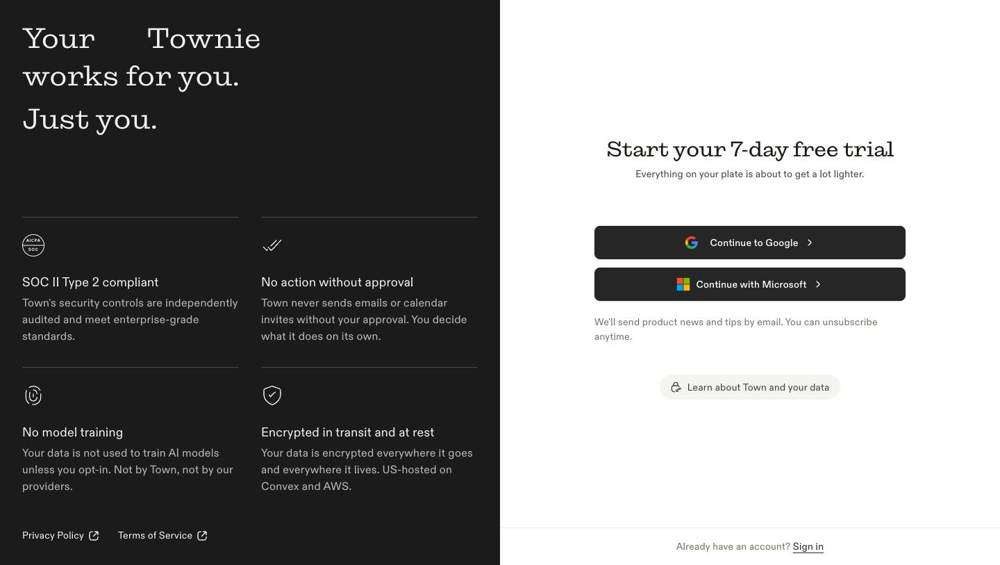 Your Townie
works for you.
Just you.
AICPA
SOC
SOC II Type 2 compliant
Town's security controls are independently
audited and meet enterprise-grade
standards.
No action without approval
Town never sends emails or calendar
invites without your approval. You decide
what it does on its own.
No model training
Your data is not used to train AI models
unless you opt-in. Not by Town, not by our
providers.
Encrypted in transit and at rest
Your data is encrypted everywhere it goes
and everywhere it lives. US-hosted on
Convex and AWS.
Privacy Policy
Terms of Service
Start your 7-day free trial
Everything on your plate is about to get a lot lighter.
Continue to Google
Continue with Microsoft
We'll send product news and tips by email. You can unsubscribe
anytime.
Learn about Town and your data
Already have an account? Sign in